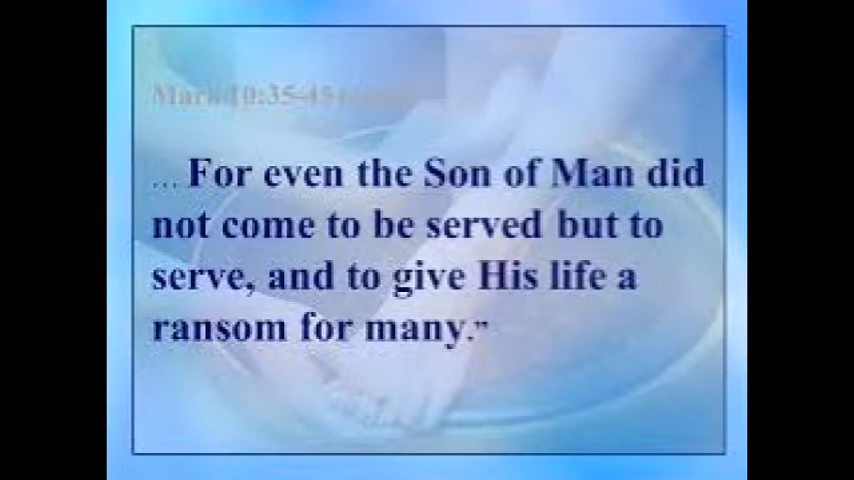 Mark 10:35-45
... For even the Son of Man did
not come to be served but to
serve, and to give His life a
ransom for many.”